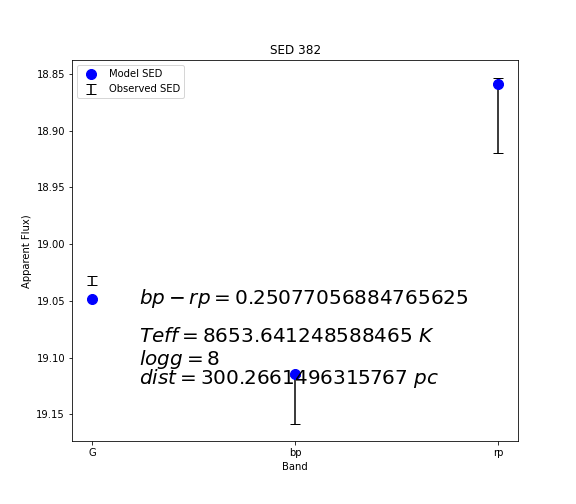 SED 382
Model SED
Observed SED
18.85
18.90
18.95
19.00
19.05
19.10
19.15
Apparent Flux)
bp − rp = 0.25077056884765625
Teff = 8653.641248588465 K
logg = 8
dist = 300.2661496315767 pc
G bp rp
Band